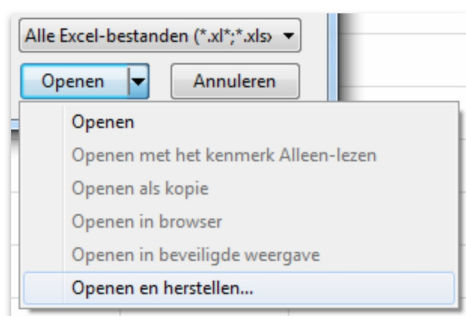 Alle Excel-bestanden (*.xl*;*.xls
Openen Annuleren
Openen
Openen met het kenmerk Alleen-lezen
Openen als kopie
Openen in browser
Openen in beveiligde weergave
Openen en herstellen...